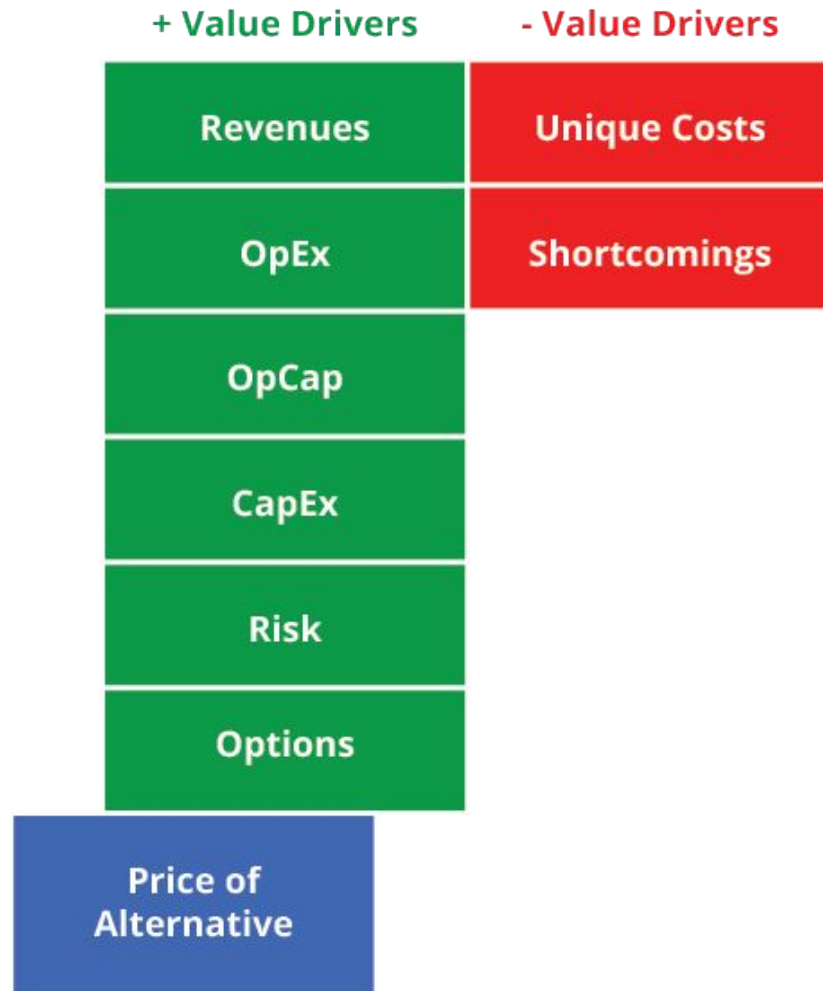 + Value Drivers
- Value Drivers
Revenues
Unique Costs
OpEx
Shortcomings
OpCap
CapEx
Risk
Options
Price of
Alternative